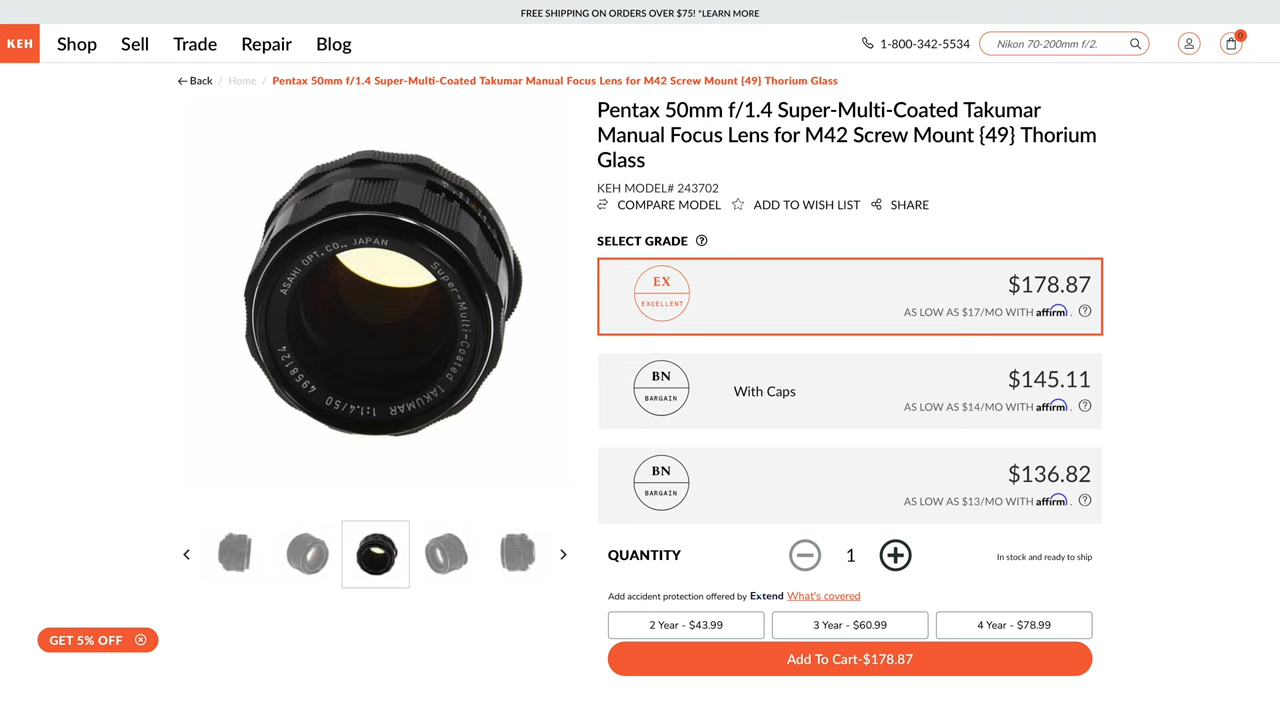 FREE SHIPPING ON ORDERS OVER $75! *LEARN MORE
KEH
Shop
Sell
Trade
Repair
Blog
1-800-342-5534
Nikon 70-200mm f/2.
0
Back / Home / Pentax 50mm f/1.4 Super-Multi-Coated Takumar Manual Focus Lens for M42 Screw Mount {49} Thorium Glass
ASAHI OPT. CO., JAPAN
Super-Multi-Coated TAKUMAR 1:1.4/50 4958124
Pentax 50mm f/1.4 Super-Multi-Coated Takumar
Manual Focus Lens for M42 Screw Mount {49} Thorium
Glass
KEH MODEL# 243702
COMPARE MODEL
ADD TO WISH LIST
SHARE
SELECT GRADE ?
EX
EXCELLENT
$178.87
AS LOW AS $17/MO WITH affirm. ?
BN
BARGAIN
With Caps
$145.11
AS LOW AS $14/MO WITH affirm. ?
BN
BARGAIN
$136.82
AS LOW AS $13/MO WITH affirm. ?
QUANTITY
1
In stock and ready to ship
Add accident protection offered by Extend What's covered
2 Year - $43.99
3 Year - $60.99
4 Year - $78.99
Add To Cart-$178.87
GET 5% OFF